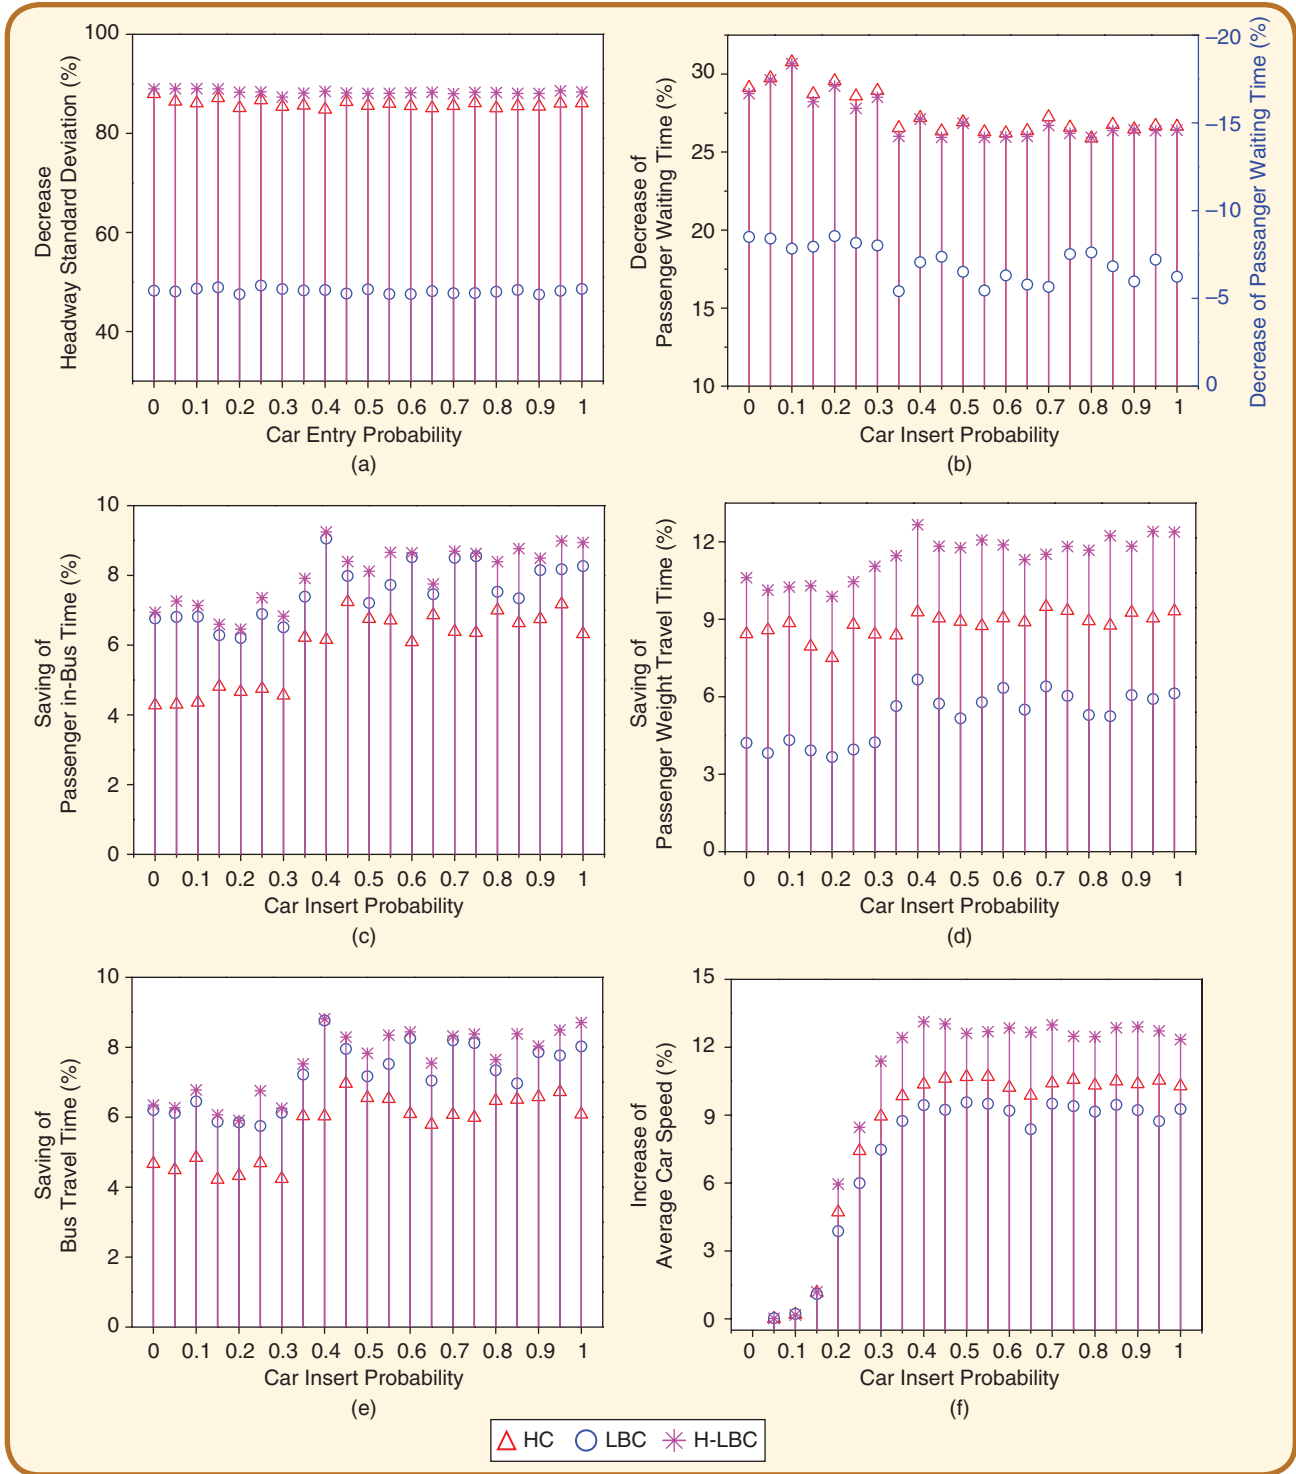 Decrease
Headway Standard Deviation (%)
100
80
60
40
0 0.1 0.2 0.3 0.4 0.5 0.6 0.7 0.8 0.9 1
Car Entry Probability
(a)
Decrease of
Passenger Waiting Time (%)
30
25
20
15
10
–20
–15
–10
–5
0
Decrease of Passanger Waiting Time (%)
0 0.1 0.2 0.3 0.4 0.5 0.6 0.7 0.8 0.9 1
Car Insert Probability
(b)
Saving of
Passenger in-Bus Time (%)
10
8
6
4
2
0
0 0.1 0.2 0.3 0.4 0.5 0.6 0.7 0.8 0.9 1
Car Insert Probability
(c)
Saving of
Passenger Weight Travel Time (%)
12
9
6
3
0
0 0.1 0.2 0.3 0.4 0.5 0.6 0.7 0.8 0.9 1
Car Insert Probability
(d)
Saving of
Bus Travel Time (%)
10
8
6
4
2
0
0 0.1 0.2 0.3 0.4 0.5 0.6 0.7 0.8 0.9 1
Car Insert Probability
(e)
Increase of
Average Car Speed (%)
15
12
9
6
3
0
0 0.1 0.2 0.3 0.4 0.5 0.6 0.7 0.8 0.9 1
Car Insert Probability
(f)
HC LBC H-LBC